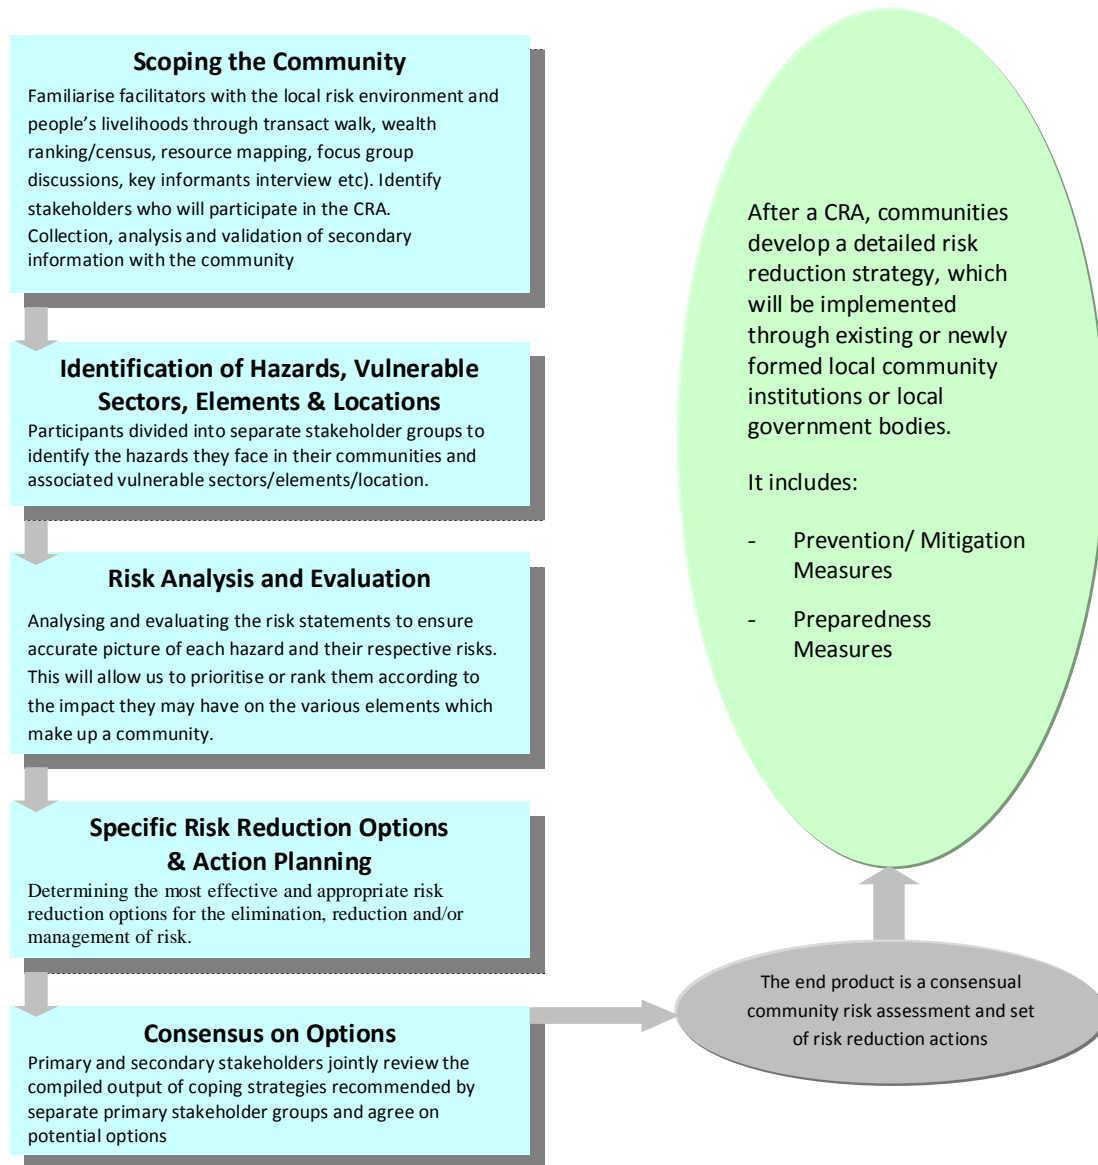 Scoping the Community
Familiarise facilitators with the local risk environment and
people's livelihoods through transact walk, wealth
ranking/census, resource mapping, focus group
discussions, key informants interview etc). Identify
stakeholders who will participate in the CRA.
Collection, analysis and validation of secondary
information with the community
Identification of Hazards, Vulnerable
Sectors, Elements & Locations
Participants divided into separate stakeholder groups to
identify the hazards they face in their communities and
associated vulnerable sectors/elements/location.
Risk Analysis and Evaluation
Analysing and evaluating the risk statements to ensure
accurate picture of each hazard and their respective risks.
This will allow us to prioritise or rank them according to
the impact they may have on the various elements which
make up a community.
Specific Risk Reduction Options
& Action Planning
Determining the most effective and appropriate risk
reduction options for the elimination, reduction and/or
management of risk.
Consensus on Options
Primary and secondary stakeholders jointly review the
compiled output of coping strategies recommended by
separate primary stakeholder groups and agree on
potential options
The end product is a consensual
community risk assessment and set
of risk reduction actions
After a CRA, communities
develop a detailed risk
reduction strategy, which
will be implemented
through existing or newly
formed local community
institutions or local
government bodies.
It includes:
- Prevention/ Mitigation
Measures
- Preparedness
Measures